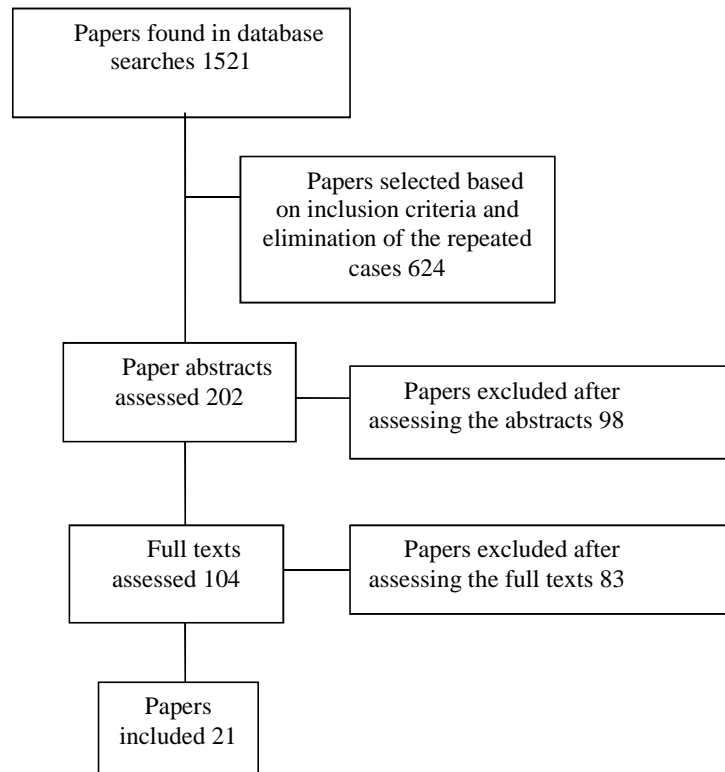 Papers found in database
searches 1521
Papers selected based
on inclusion criteria and
elimination of the repeated
cases 624
Paper abstracts
assessed 202
Papers excluded after
assessing the abstracts 98
Full texts
assessed 104
Papers excluded after
assessing the full texts 83
Papers
included 21